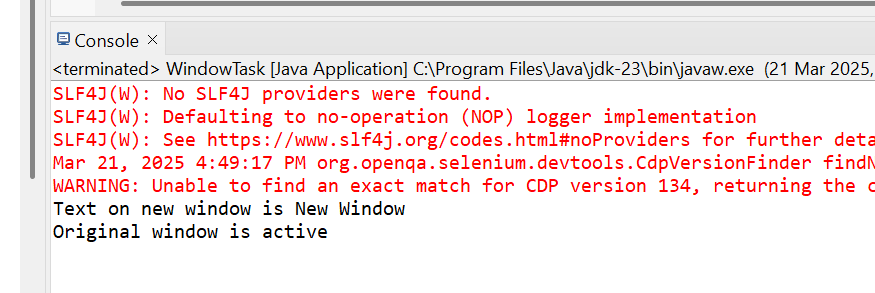 Console
<terminated> WindowTask [Java Application] C:\Program Files\Java\jdk-23\bin\javaw.exe (21 Mar 2025,
SLF4J(W): No SLF4J providers were found.
SLF4J(W): Defaulting to no-operation (NOP) logger implementation
SLF4J(W): See https://www.slf4j.org/codes.html#noProviders for further deta
Mar 21, 2025 4:49:17 PM org.openqa.selenium.devtools.CdpVersionFinder findN
WARNING: Unable to find an exact match for CDP version 134, returning the c
Text on new window is New Window
Original window is active